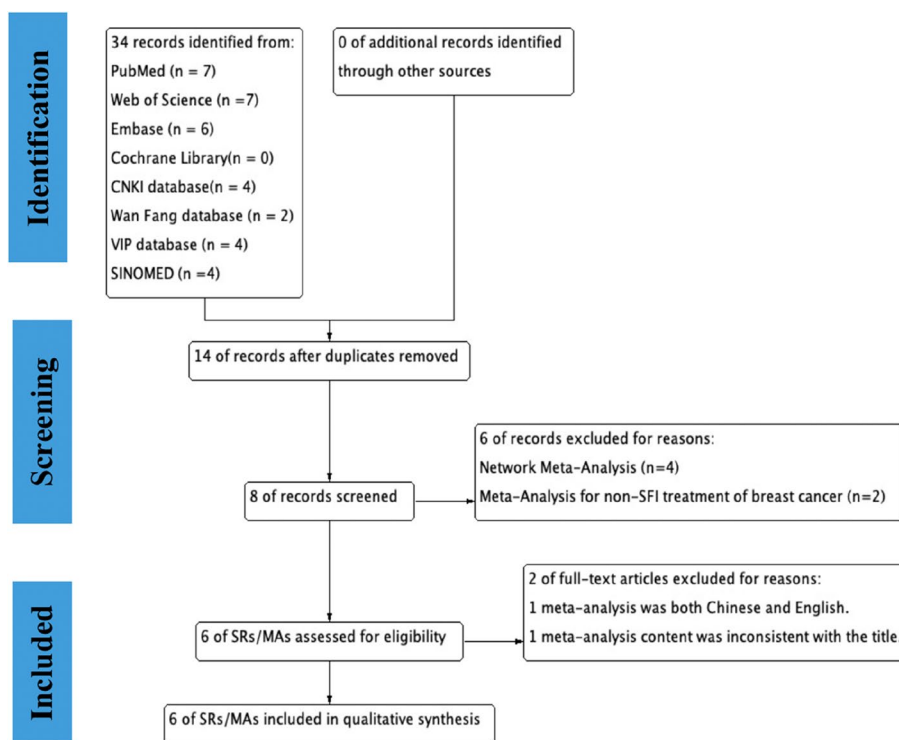 Identification
34 records identified from:
PubMed (n = 7)
Web of Science (n =7)
Embase (n = 6)
Cochrane Library(n = 0)
CNKI database(n = 4)
Wan Fang database (n = 2)
VIP database (n = 4)
SINOMED (n =4)
0 of additional records identified
through other sources
Screening
14 of records after duplicates removed
8 of records screened
6 of records excluded for reasons:
Network Meta-Analysis (n=4)
Meta-Analysis for non-SFI treatment of breast cancer (n=2)
Included
6 of SRs/MAs assessed for eligibility
2 of full-text articles excluded for reasons:
1 meta-analysis was both Chinese and English.
1 meta-analysis content was inconsistent with the title.
6 of SRs/MAs included in qualitative synthesis